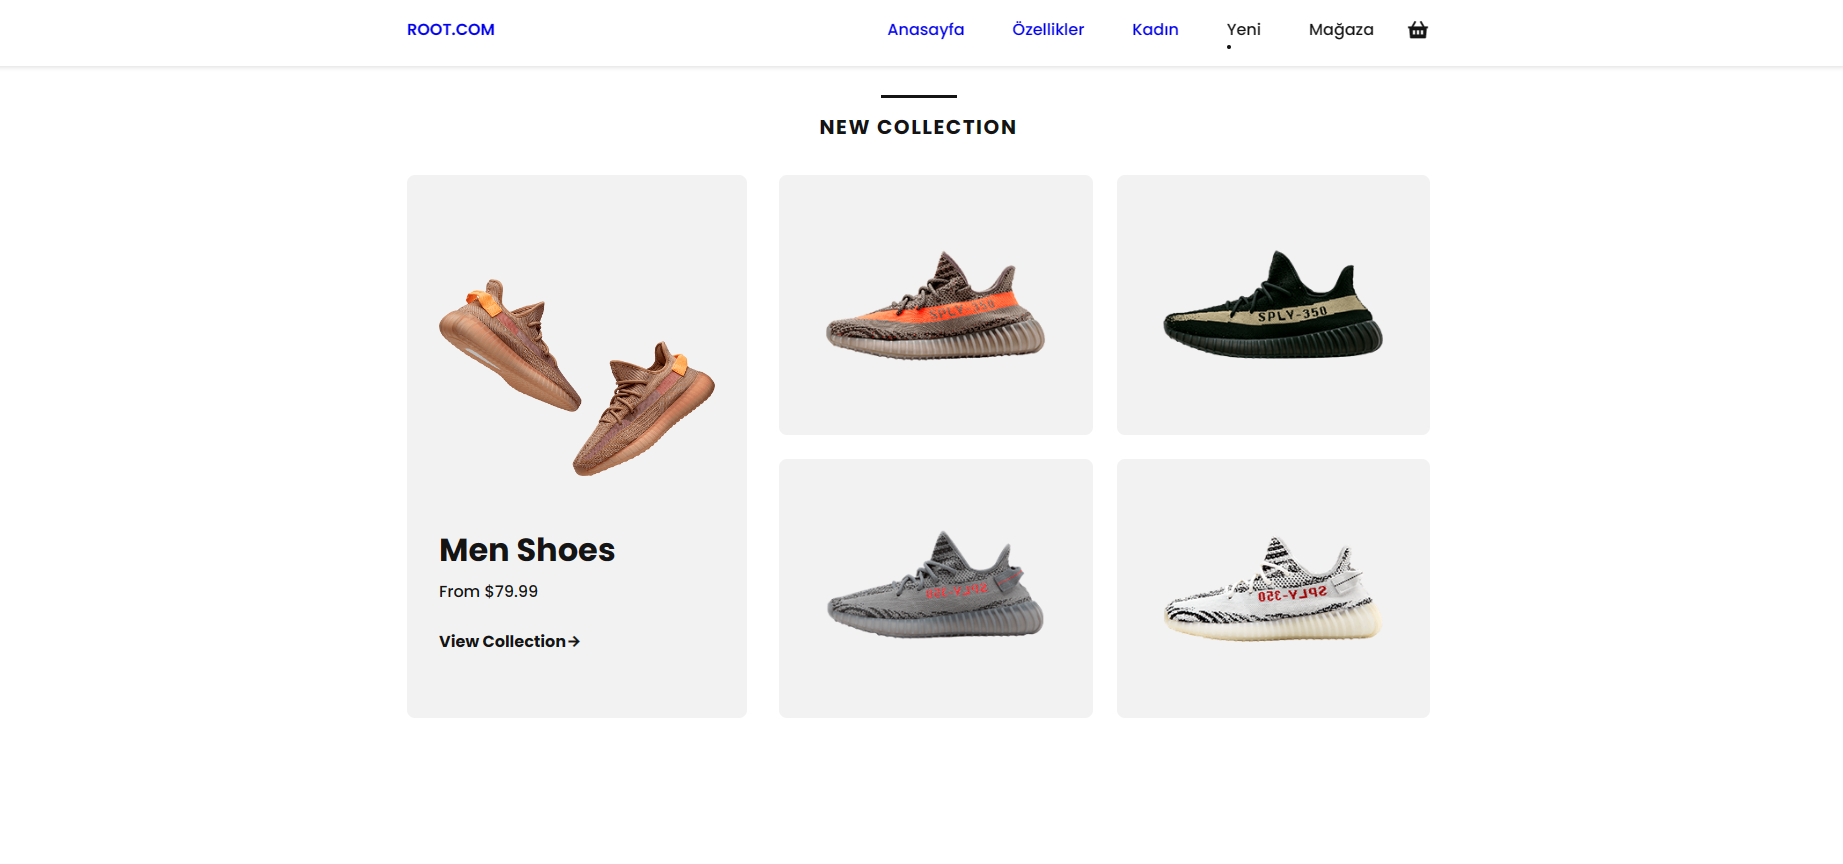 ROOT.COM
Anasayfa Özellikler Kadın Yeni Mağaza
NEW COLLECTION
SPLY-350
SPLY-350
Men Shoes
From $79.99
View Collection→
SPLY-350
SPLY-350